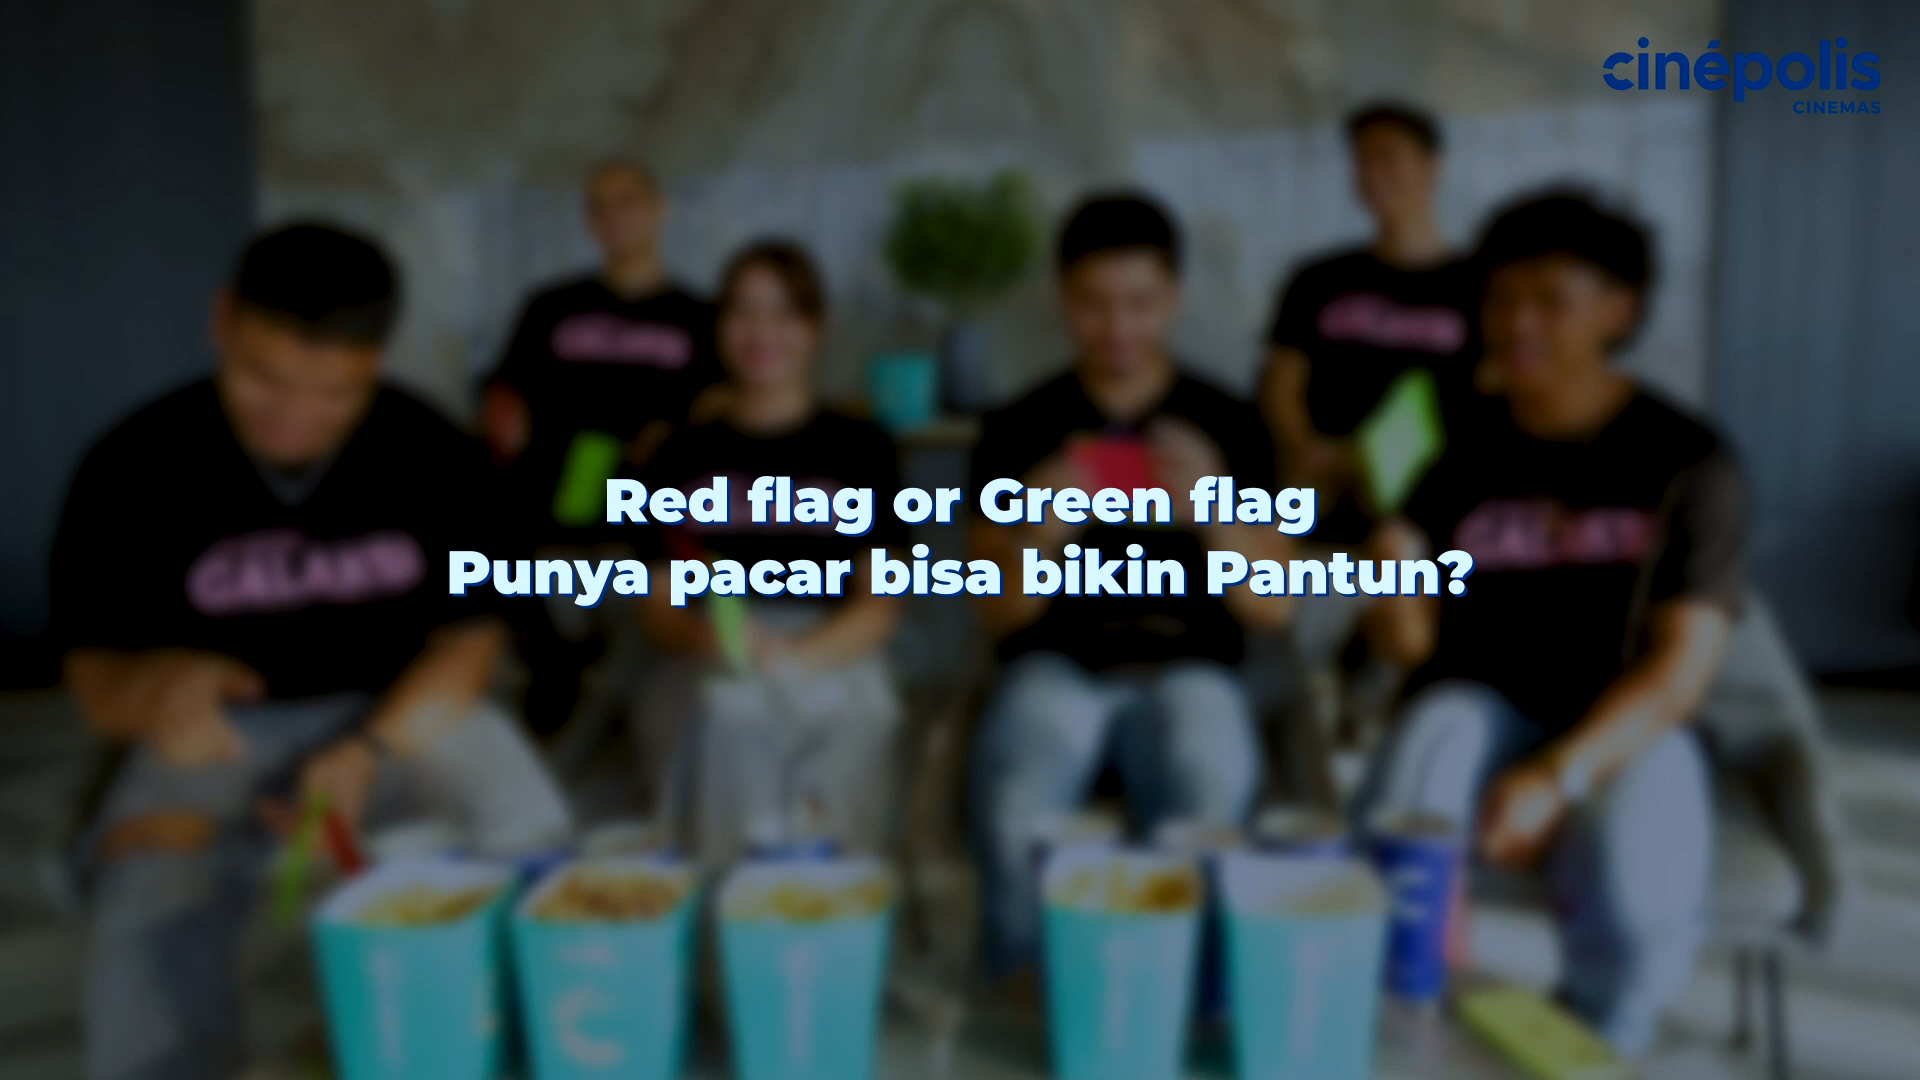 cinépolis
CINEMAS
Red flag or Green flag
Punya pacar bisa bikin Pantun?